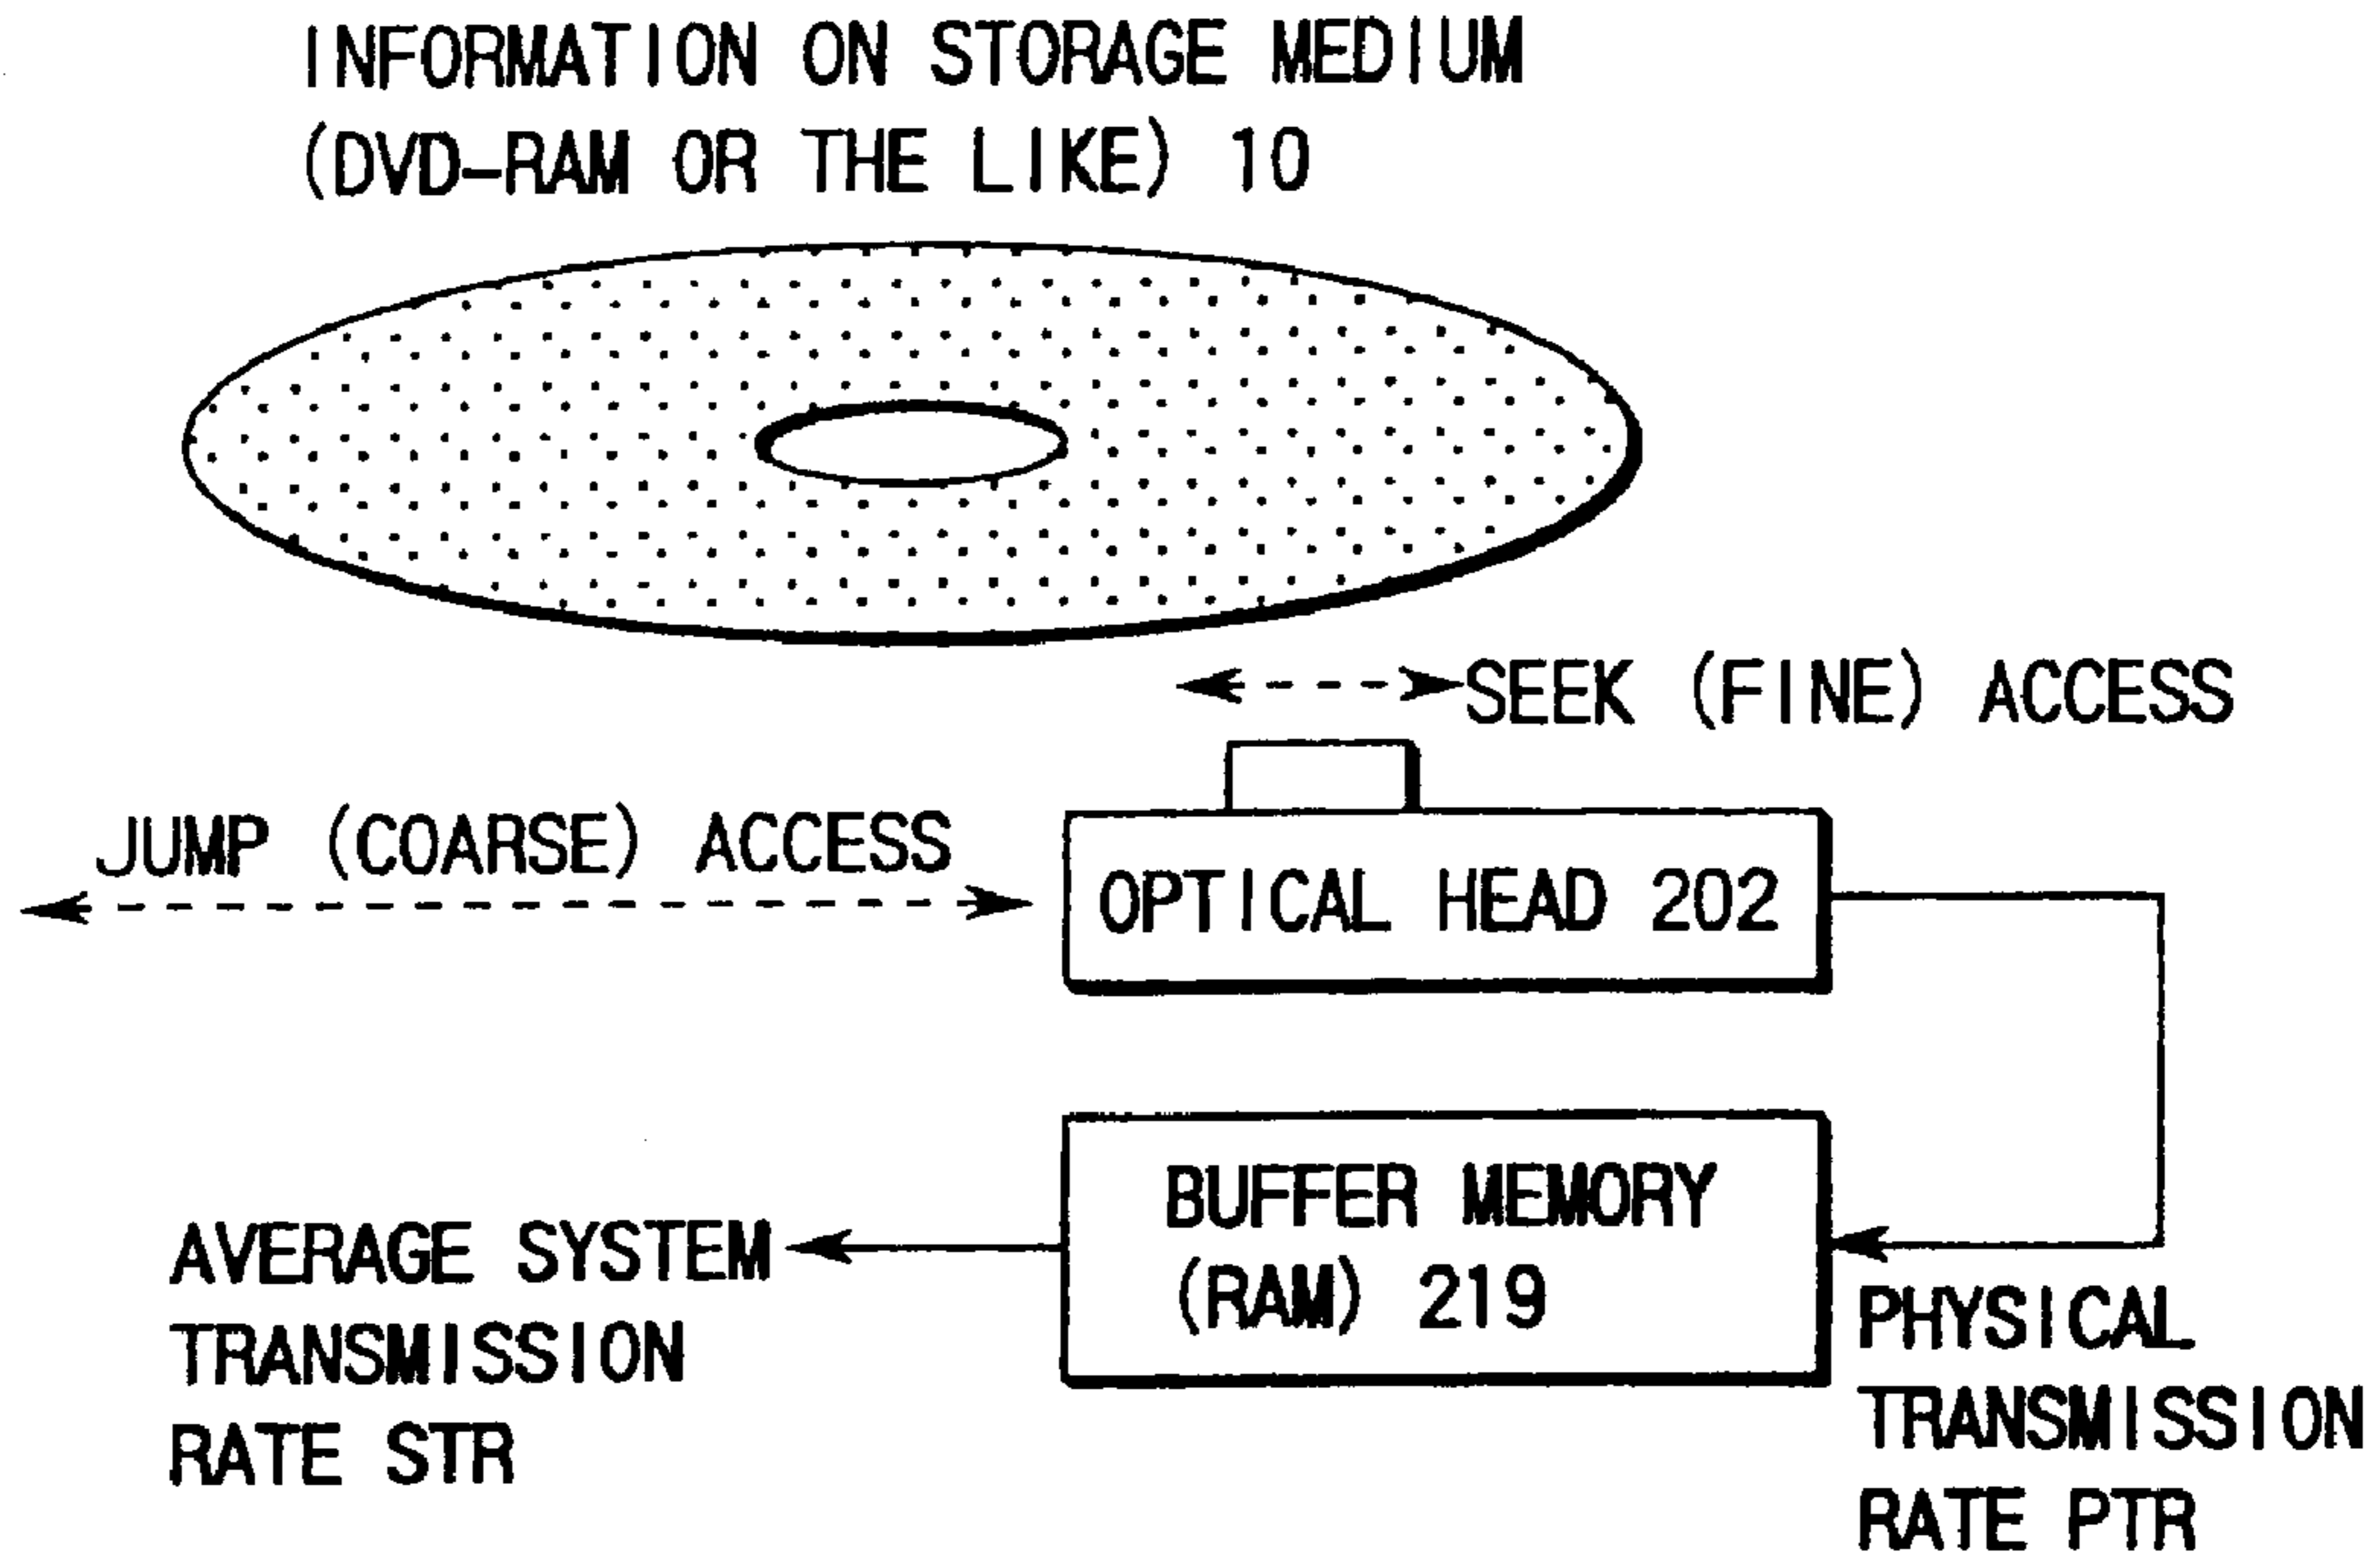 INFORMATION ON STORAGE MEDIUM
(DVD-RAM OR THE LIKE) 10
SEEK (FINE) ACCESS
JUMP (COARSE) ACCESS
OPTICAL HEAD 202
BUFFER MEMORY
(RAM) 219
AVERAGE SYSTEM
TRANSMISSION
RATE STR
PHYSICAL
TRANSMISSION
RATE PTR